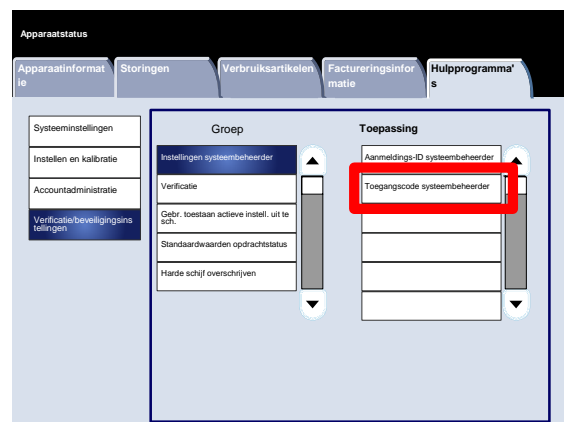 Apparaatstatus
Apparaatinformat
ie
Storingen
Verbruiksartikelen
Factureringsinfor
matie
Hulpprogramma'
s
Systeeminstellingen
Instellen en kalibratie
Accountadministratie
Verificatie/beveiligingsins
tellingen
Groep
Instellingen systeembeheerder
Verificatie
Gebr. toestaan actieve instell. uit te
sch.
Standaardwaarden opdrachtstatus
Harde schijf overschrijven
Toepassing
Aanmeldings-ID systeembeheerder
Toegangscode systeembeheerder